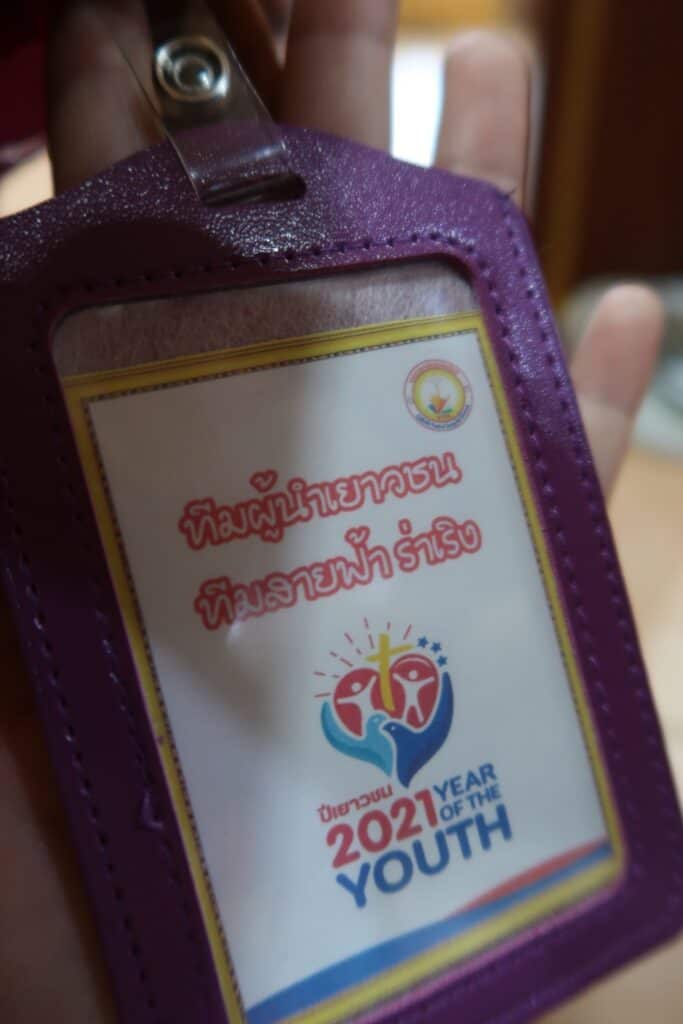 ทีมผู้นำเยาวชน
ทีมสายฟ้า ร่าเริง
ปีเยาวชน
2021 YEAR
OF THE
YOUTH